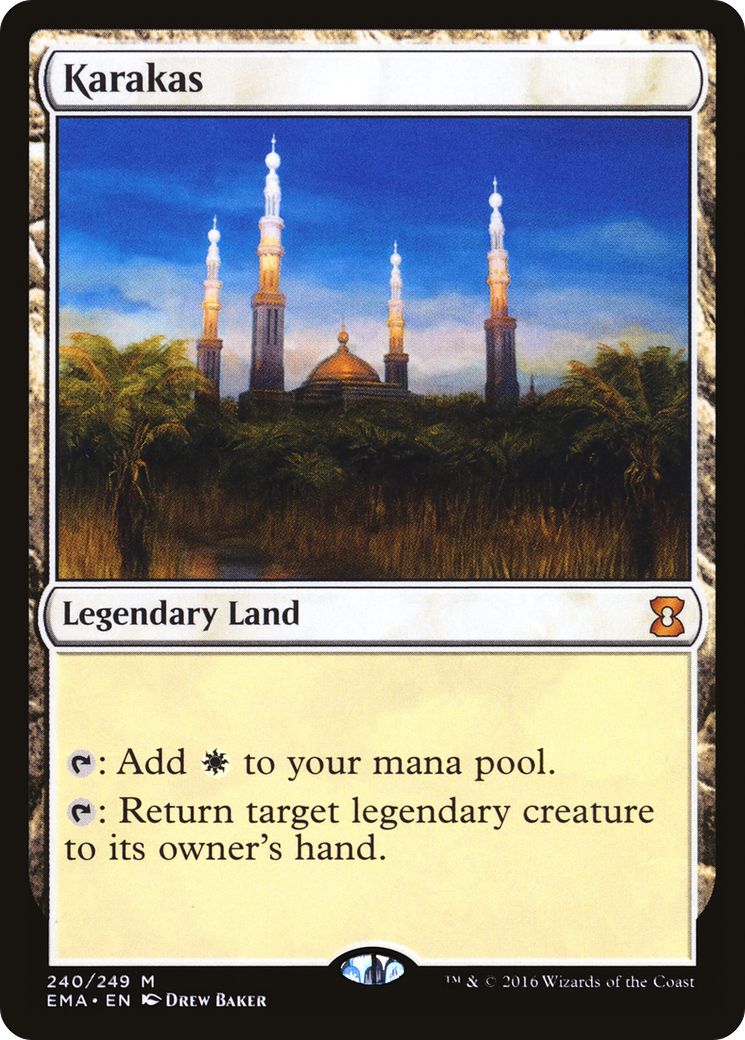 Karakas
Legendary Land
: Add to your mana pool.
: Return target legendary creature
to its owner's hand.
240/249 M
EMA • EN Drew Baker
™ & © 2016 Wizards of the Coast